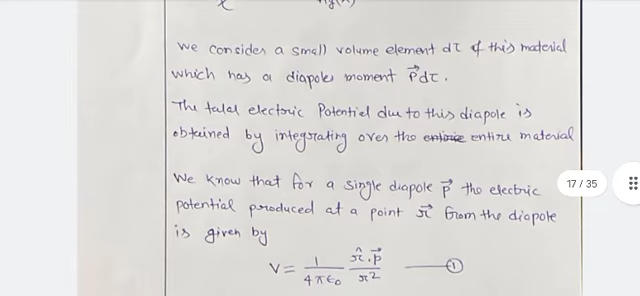 we consider a small volume element dτ of this material
which has a diapole moment P⃗dτ.
The total electric Potential due to this diapole is
obtained by integrating over the entire entire material
We know that for a single diapole p⃗ the electric
potential produced at a point r⃗ from the diapole
is given by
V = 1/4πϵ₀ r̂.p⃗/r² —— ①
17 / 35